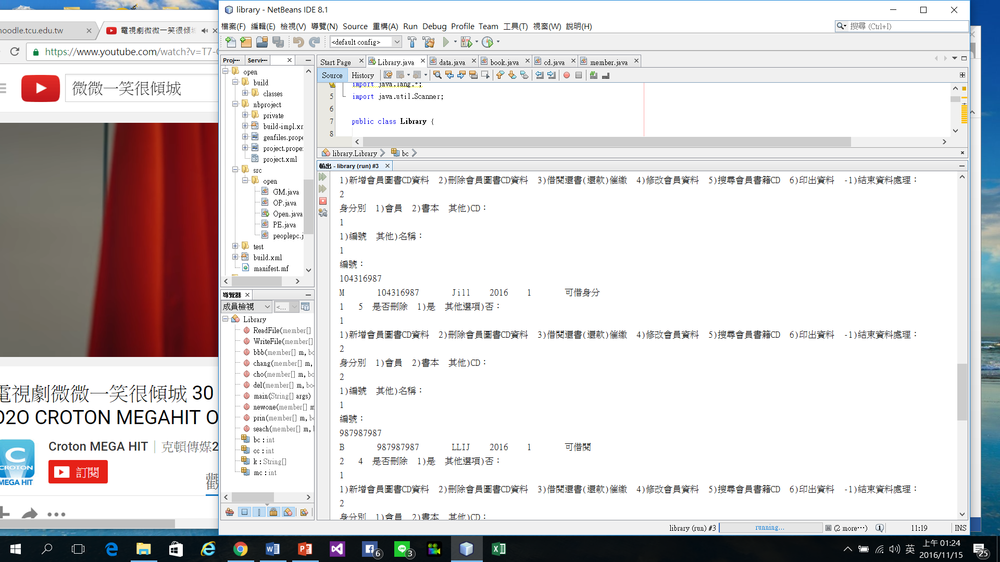 library - NetBeans IDE 8.1
檔案(F) 編輯(E) 檢視(V) 導覽(N) Source 重構(A) Run Debug Profile Team 工具(T) 視窗(W) 說明(H)
搜尋 (Ctrl+I)
<default config>
noodle.tcu.edu.tw
電視劇微微一笑很傾城
https://www.youtube.com/watch?v=T7-
微微一笑很傾城
電視劇微微一笑很傾城 30
O2O CROTON MEGAHIT O
C
CROTON
MEGA HIT
Croton MEGA HIT | 克頓傳媒2
訂閱
觀
Proj... Servi...
open
build
classes
nbproject
private
build-impl.xm
genfiles.prope
project.prope
project.xml
src
open
GM.java
OP.java
Open.java
PE.java
peoplepc.j
test
build.xml
manifest.mf
導覽器
成員檢視 <...
Library
ReadFile(member[]
WriteFile(member[]
bbb(member[] m, bo
chang(member[] m,
cho(member[] m, bo
del(member[] m, boo
main(String[] args)
newone(member[] m
prin(member[] m, bo
seach(member[] m, b
bc : int
cc : int
k : String[]
mc : int
Start Page Library.java data.java book.java cd.java member.java
Source History
import java.lang.*;
5 import java.util.Scanner;
6
7 public class Library {
8
library.Library bc
輸出 - library (run) #3
1)新增會員圖書CD資料 2)刪除會員圖書CD資料 3)借閱還書(還款)催繳 4)修改會員資料 5)搜尋會員書籍CD 6)印出資料 -1)結束資料處理：
2
身分別 1)會員 2)書本 其他)CD：
1
1)編號 其他)名稱：
1
編號：
104316987
M 104316987 Jill 2016 1 可借身分
1 5 是否刪除 1)是 其他選項)否：
1
1)新增會員圖書CD資料 2)刪除會員圖書CD資料 3)借閱還書(還款)催繳 4)修改會員資料 5)搜尋會員書籍CD 6)印出資料 -1)結束資料處理：
2
身分別 1)會員 2)書本 其他)CD：
2
1)編號 其他)名稱：
1
編號：
987987987
B 987987987 LLIJ 2016 1 可借閱
2 4 是否刪除 1)是 其他選項)否：
1
1)新增會員圖書CD資料 2)刪除會員圖書CD資料 3)借閱還書(還款)催繳 4)修改會員資料 5)搜尋會員書籍CD 6)印出資料 -1)結束資料處理：
2
身分別 1)會員 2)書本 其他)CD：
library (run) #3 running... (2 more...) 1 11:19 INS
6 3 英 上午 01:24
2016/11/15 25